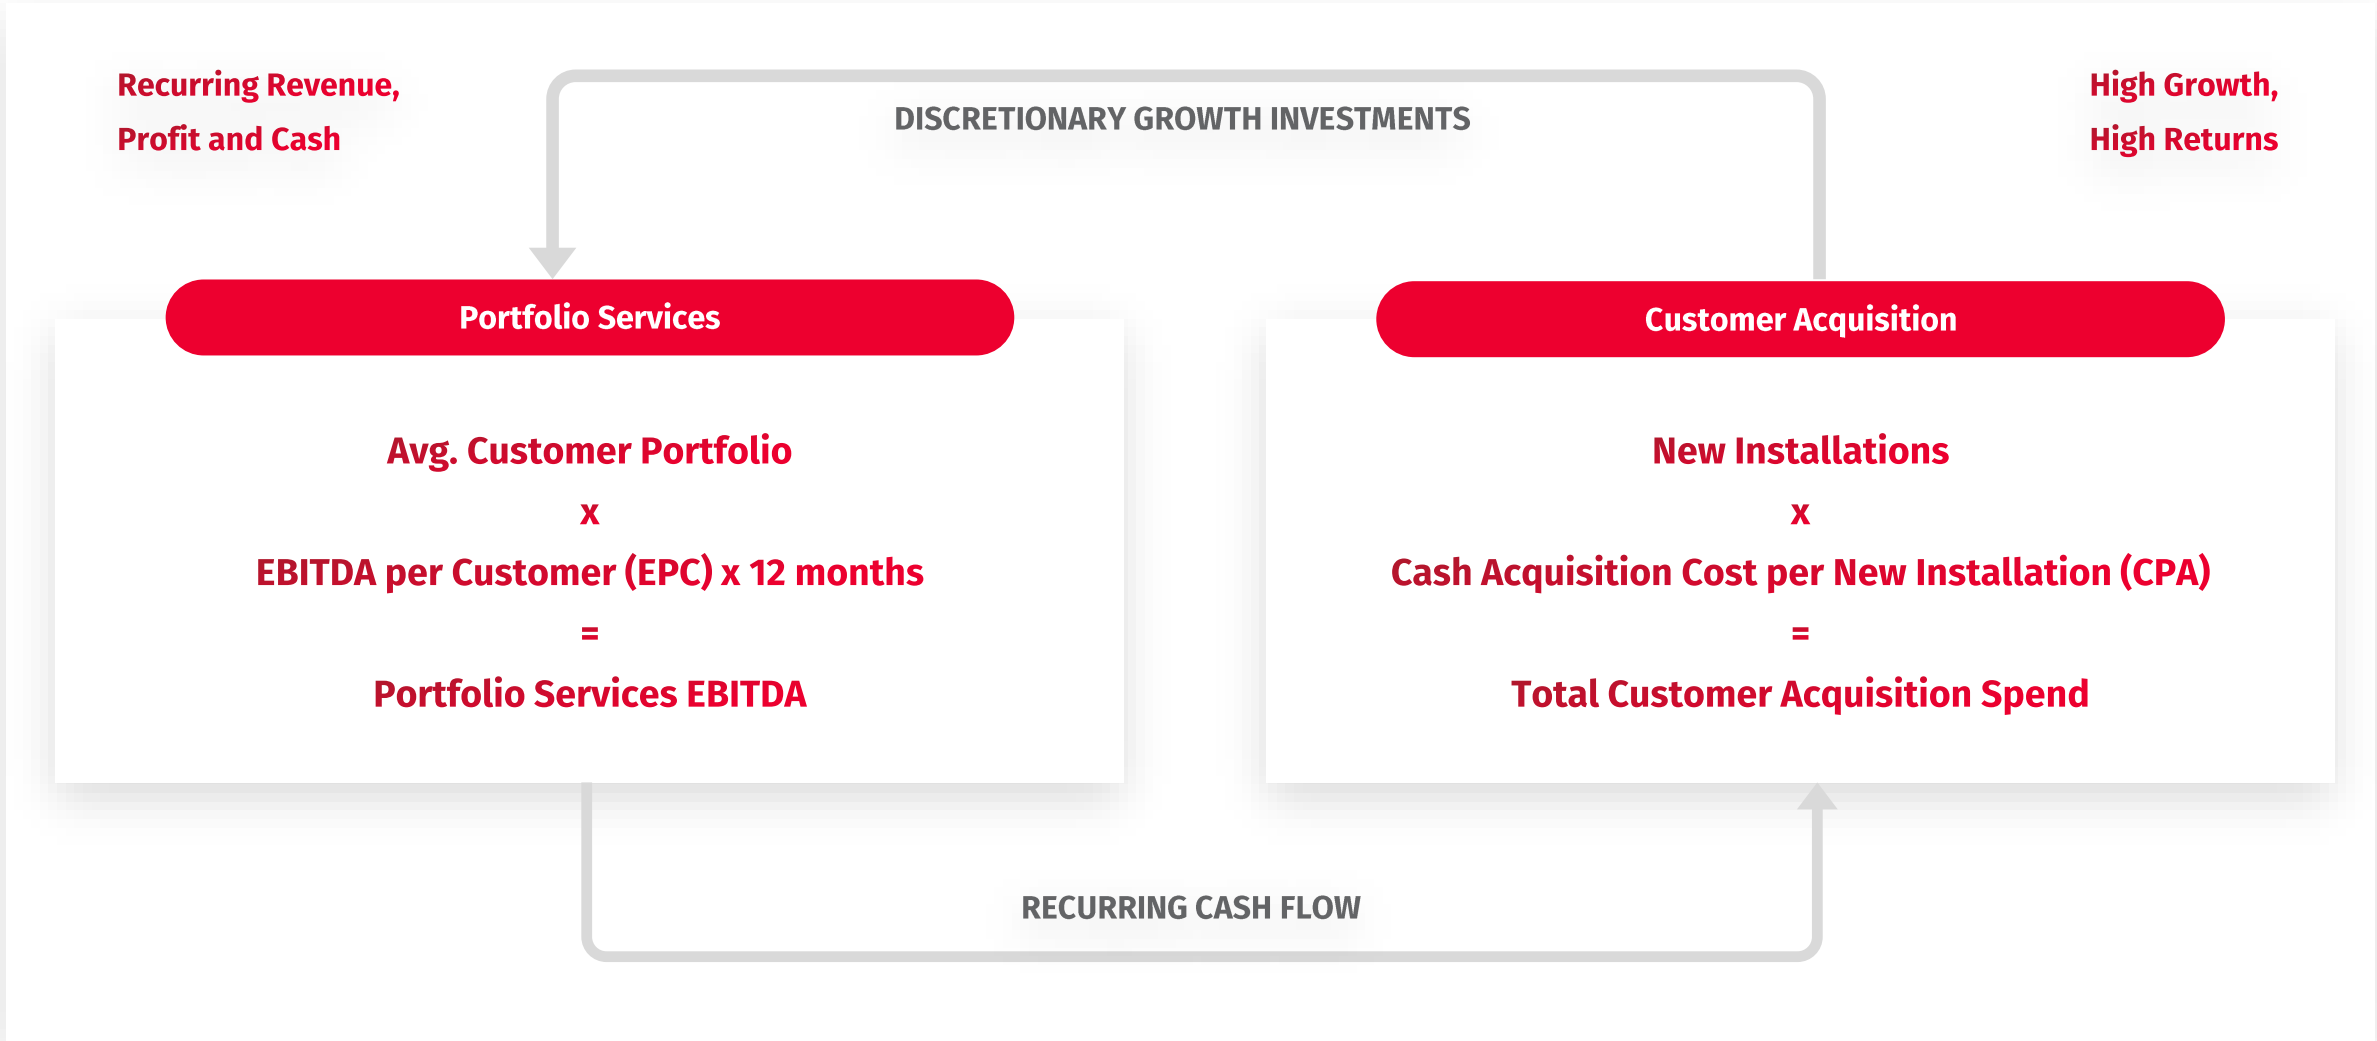 Recurring Revenue,
Profit and Cash
DISCRETIONARY GROWTH INVESTMENTS
High Growth,
High Returns
Portfolio Services
Avg. Customer Portfolio
x
EBITDA per Customer (EPC) x 12 months
=
Portfolio Services EBITDA
Customer Acquisition
New Installations
x
Cash Acquisition Cost per New Installation (CPA)
=
Total Customer Acquisition Spend
RECURRING CASH FLOW